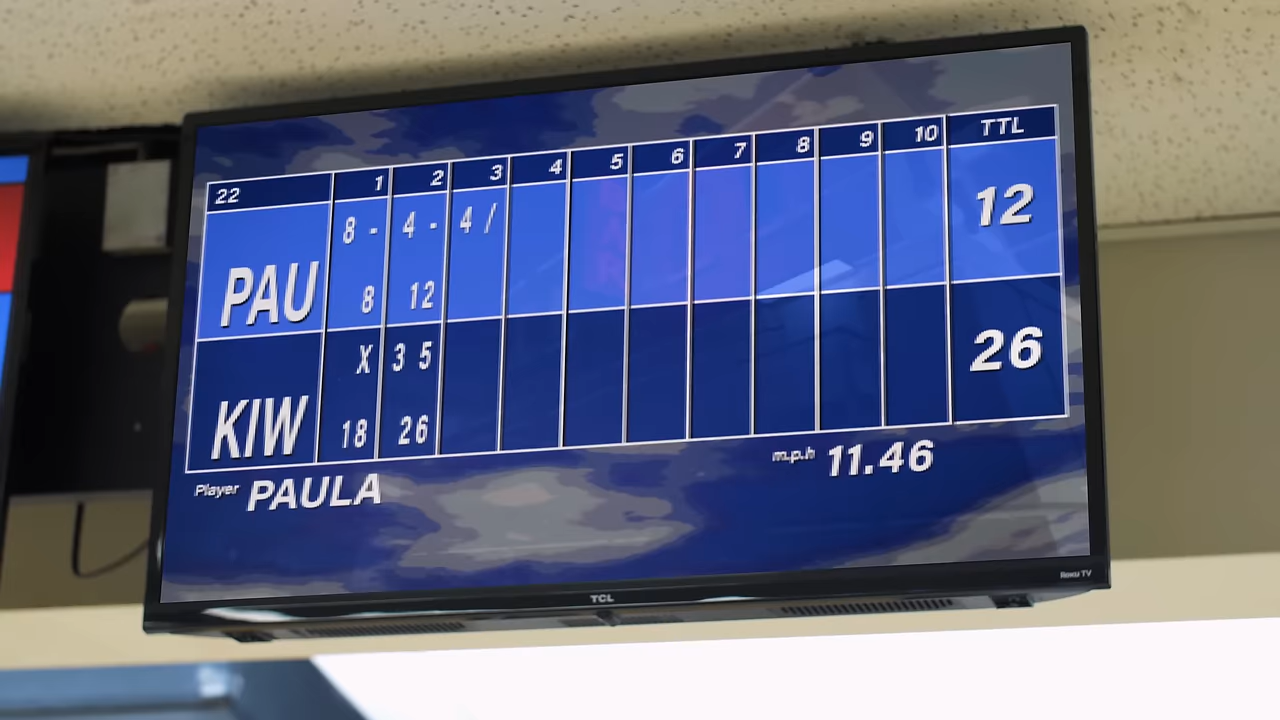 22 1 2 3 4 5 6 7 8 9 10 TTL
PAU 8 - 4 - 4 / 12
8 12
KIW X 3 5 26
18 26
Player PAULA m.p.h 11.46
TCL Roku TV